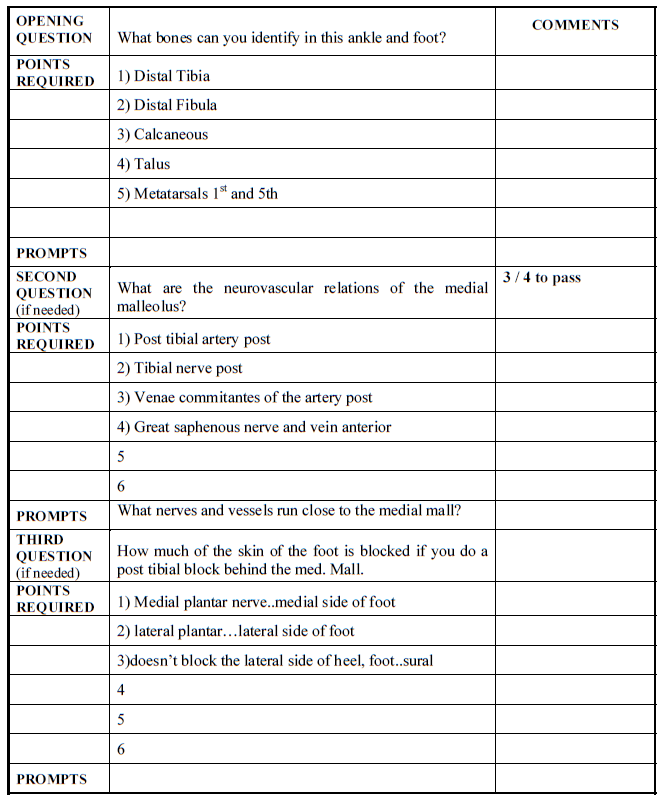 OPENING
QUESTION
What bones can you identify in this ankle and foot?
COMMENTS
POINTS
REQUIRED
1) Distal Tibia
2) Distal Fibula
3) Calcaneous
4) Talus
5) Metatarsals 1st and 5th
PROMPTS
SECOND
QUESTION
(if needed)
What are the neurovascular relations of the medial
malleolus?
3 / 4 to pass
POINTS
REQUIRED
1) Post tibial artery post
2) Tibial nerve post
3) Venae commitantes of the artery post
4) Great saphenous nerve and vein anterior
5
6
PROMPTS
What nerves and vessels run close to the medial mall?
THIRD
QUESTION
(if needed)
How much of the skin of the foot is blocked if you do a
post tibial block behind the med. Mall.
POINTS
REQUIRED
1) Medial plantar nerve..medial side of foot
2) lateral plantar…lateral side of foot
3)doesn’t block the lateral side of heel, foot..sural
4
5
6
PROMPTS